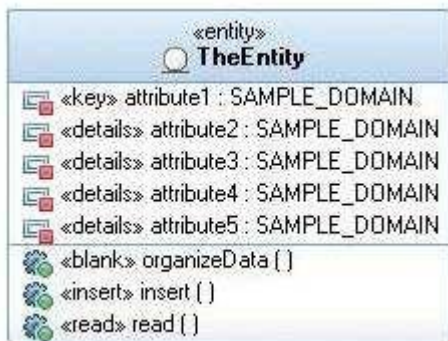 «entity»
TheEntity
«key» attribute1 : SAMPLE_DOMAIN
«details» attribute2 : SAMPLE_DOMAIN
«details» attribute3 : SAMPLE_DOMAIN
«details» attribute4 : SAMPLE_DOMAIN
«details» attribute5 : SAMPLE_DOMAIN
«blank» organizeData ( )
«insert» insert ( )
«read» read ( )